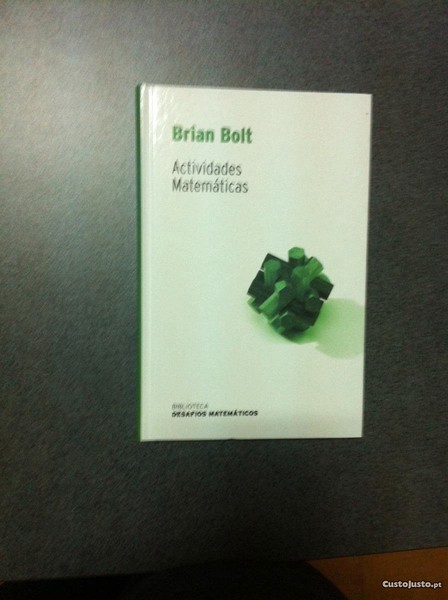 Brian Bolt
Actividades
Matemáticas
BIBLIOTECA
DESAFIOS MATEMÁTICOS
CustoJusto.pt